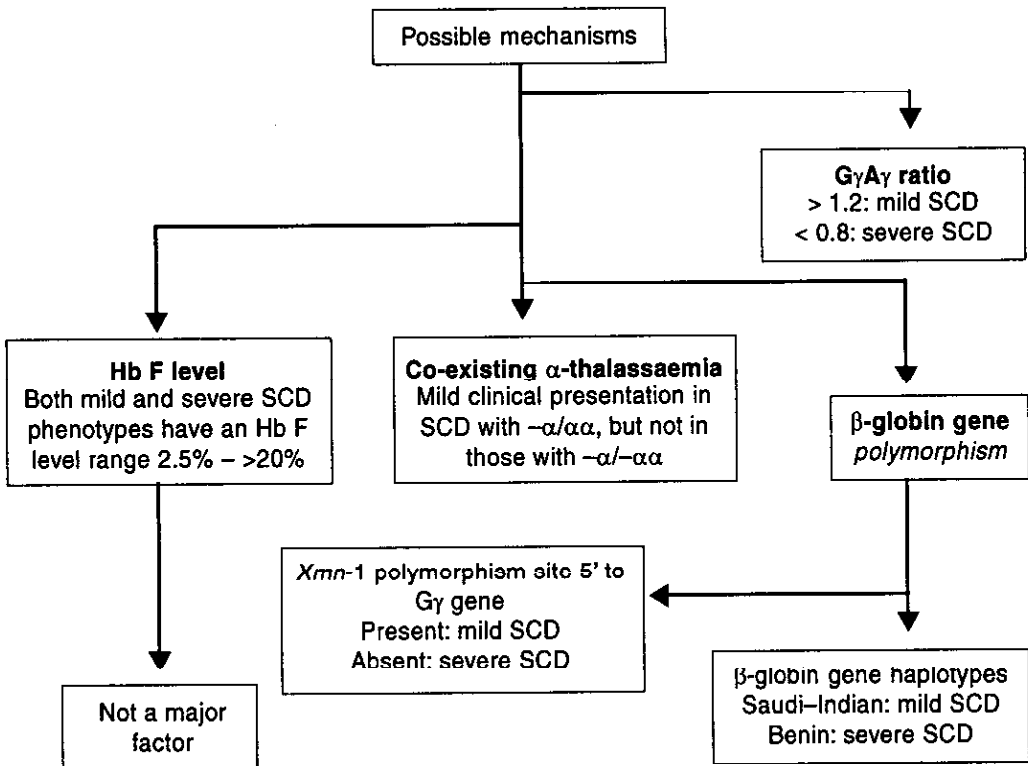 Possible mechanisms
GγAγ ratio
> 1.2: mild SCD
< 0.8: severe SCD
Hb F level
Both mild and severe SCD
phenotypes have an Hb F
level range 2.5% – >20%
Co-existing α-thalassaemia
Mild clinical presentation in
SCD with –α/αα, but not in
those with –α/–αα
β-globin gene
polymorphism
Xmn-1 polymorphism site 5' to
Gγ gene
Present: mild SCD
Absent: severe SCD
β-globin gene haplotypes
Saudi–Indian: mild SCD
Benin: severe SCD
Not a major
factor